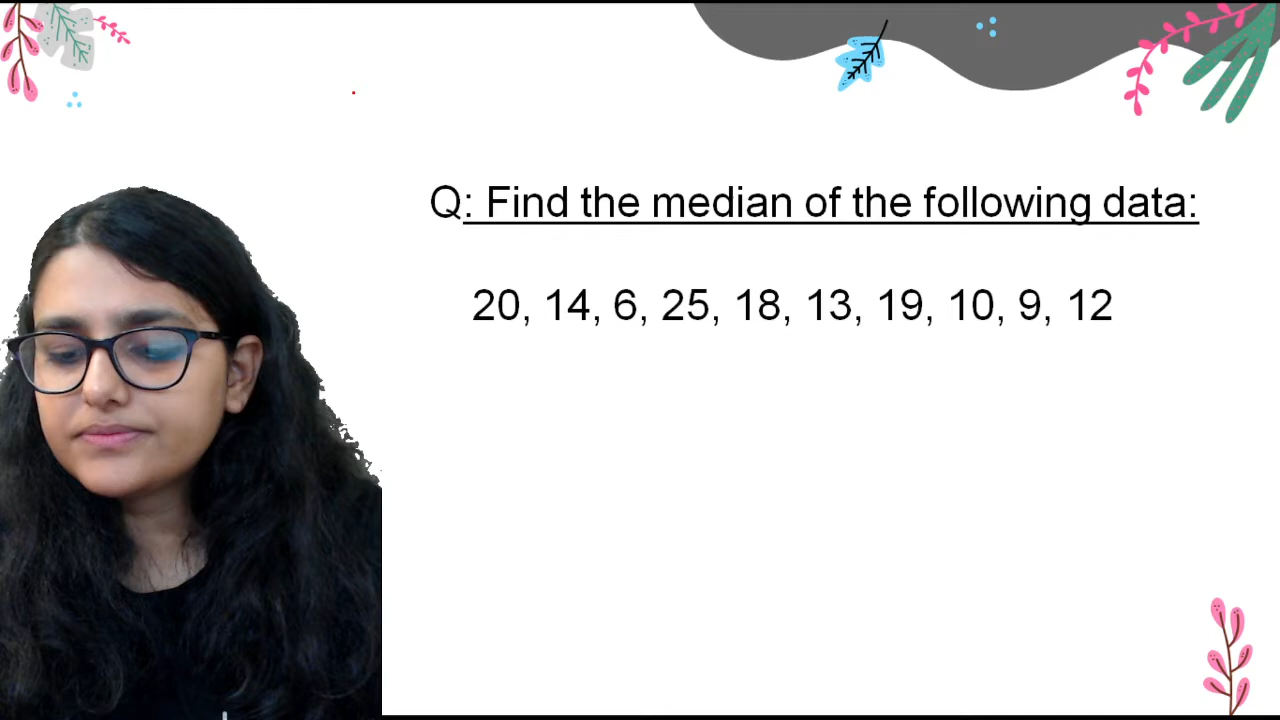 Q: Find the median of the following data:
20, 14, 6, 25, 18, 13, 19, 10, 9, 12